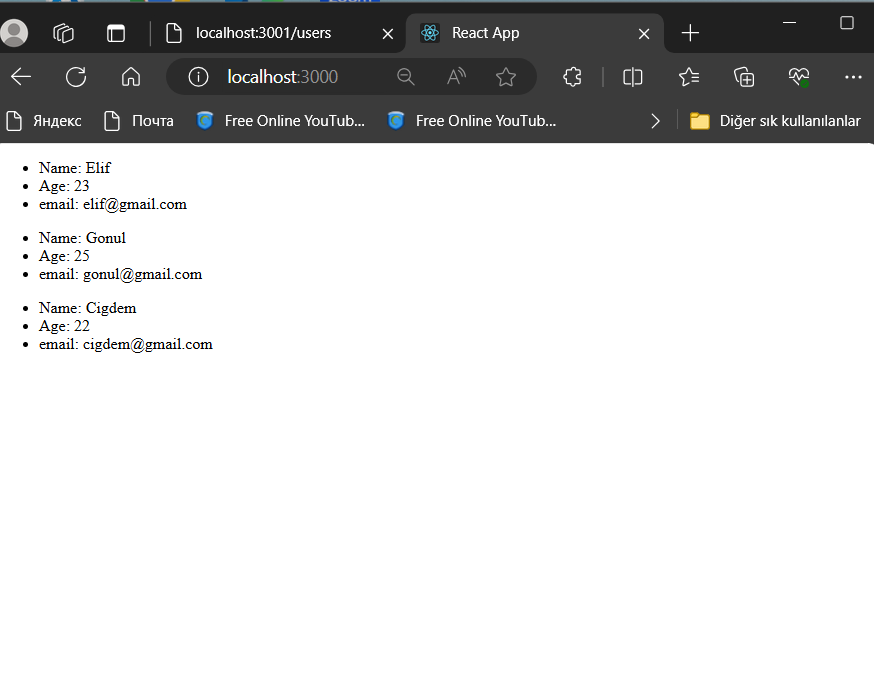 localhost:3001/users
React App
localhost:3000
Яндекс
Почта
Free Online YouTub...
Free Online YouTub...
Diğer sık kullanılanlar
Name: Elif
Age: 23
email: elif@gmail.com
Name: Gonul
Age: 25
email: gonul@gmail.com
Name: Cigdem
Age: 22
email: cigdem@gmail.com